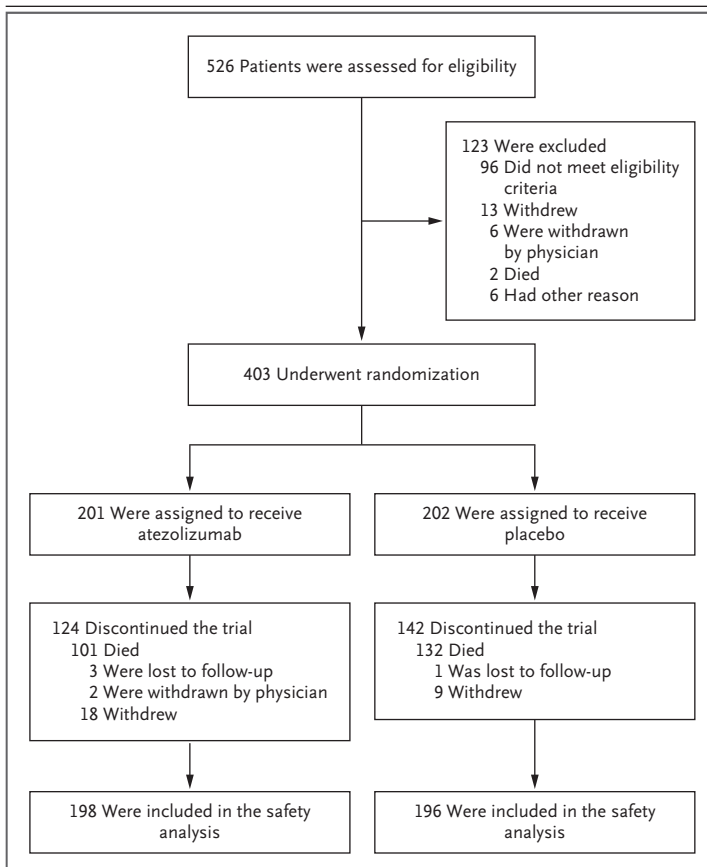 526 Patients were assessed for eligibility
123 Were excluded
96 Did not meet eligibility
criteria
13 Withdrew
6 Were withdrawn
by physician
2 Died
6 Had other reason
403 Underwent randomization
201 Were assigned to receive
atezolizumab
202 Were assigned to receive
placebo
124 Discontinued the trial
101 Died
3 Were lost to follow-up
2 Were withdrawn by physician
18 Withdrew
142 Discontinued the trial
132 Died
1 Was lost to follow-up
9 Withdrew
198 Were included in the safety
analysis
196 Were included in the safety
analysis